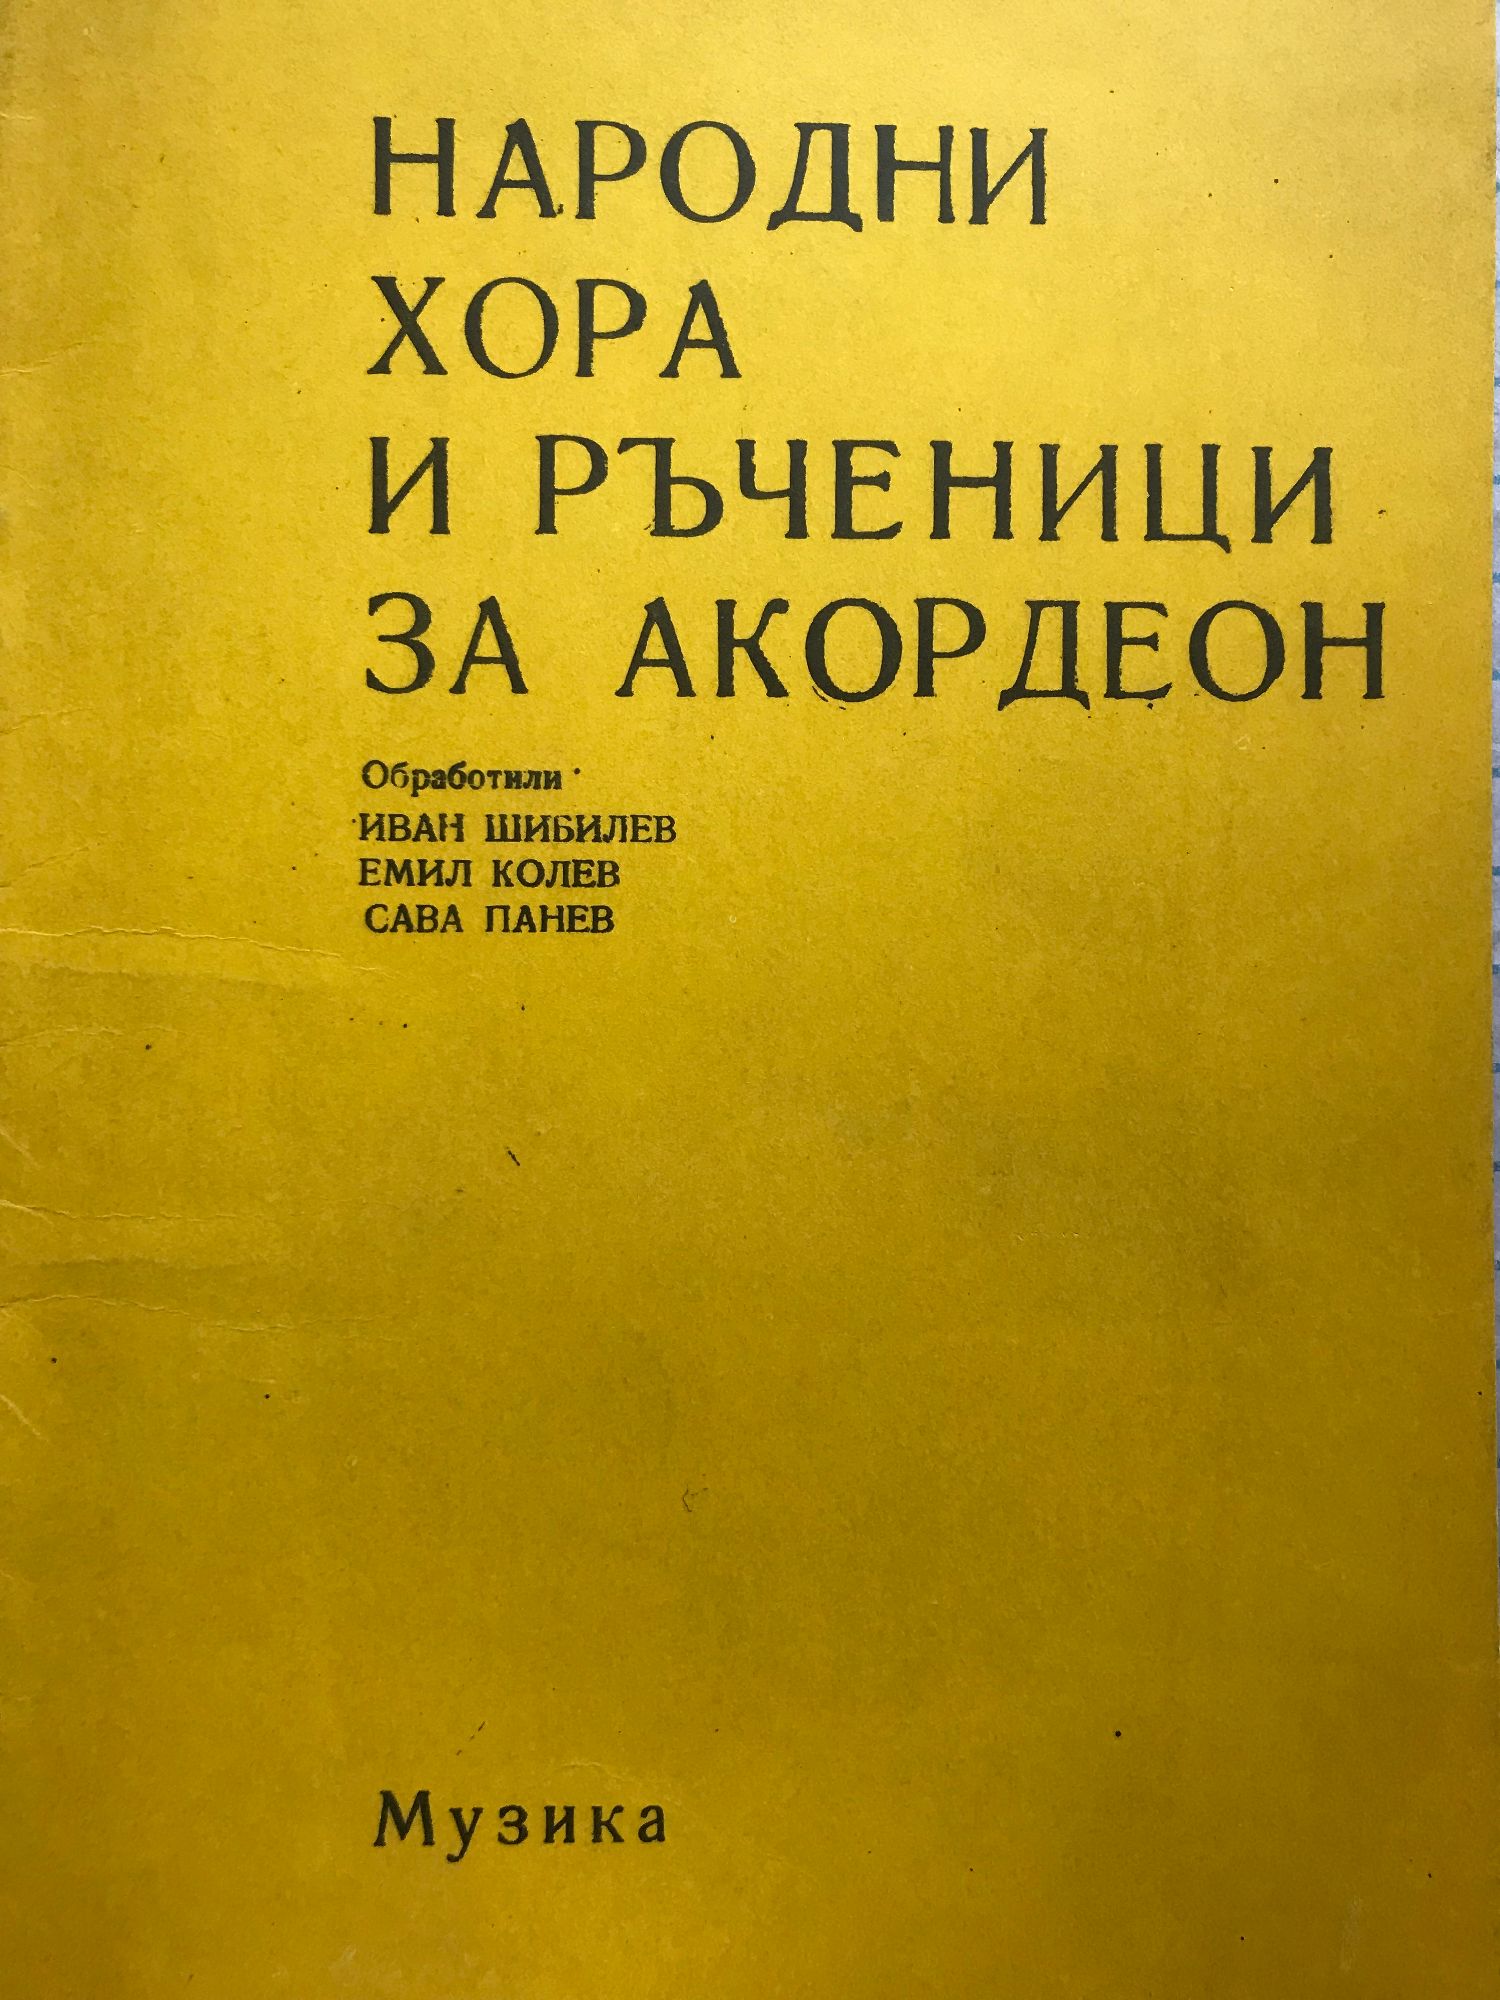 НАРОДНИ
ХОРА
И РЪЧЕНИЦИ
ЗА АКОРДЕОН
Обработили
ИВАН ШИБИЛЕВ
ЕМИЛ КОЛЕВ
САВА ПАНЕВ
Музика